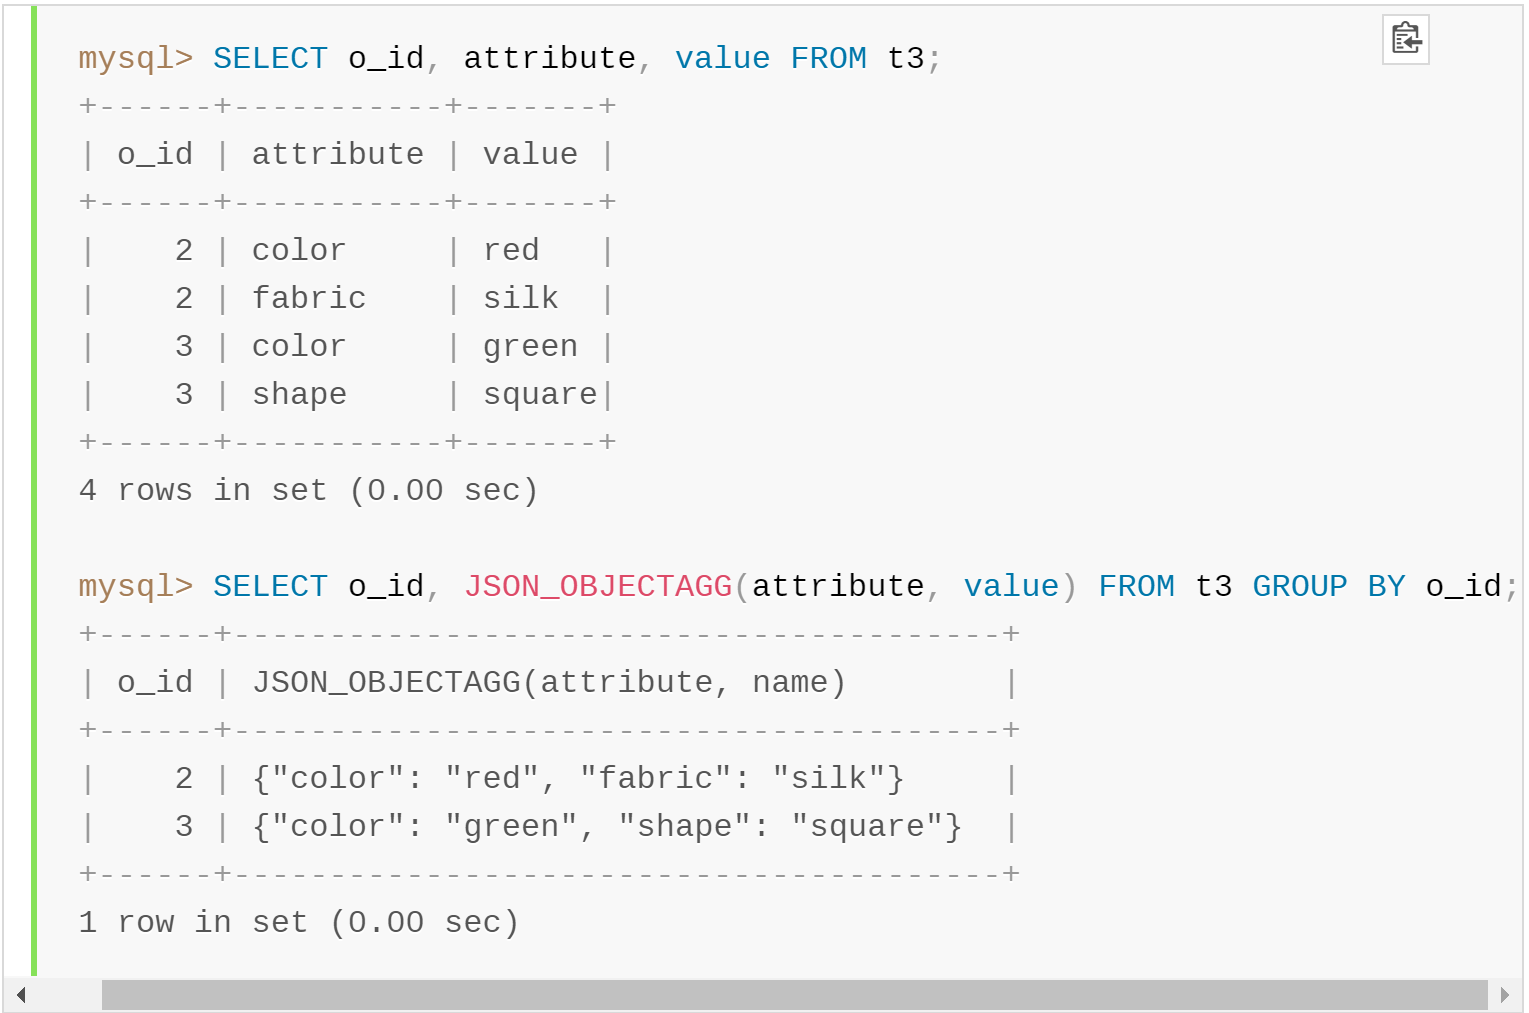 mysql> SELECT o_id, attribute, value FROM t3;
+------+-----------+-------+
| o_id | attribute | value |
+------+-----------+-------+
|    2 | color     | red   |
|    2 | fabric    | silk  |
|    3 | color     | green |
|    3 | shape     | square|
+------+-----------+-------+
4 rows in set (0.00 sec)

mysql> SELECT o_id, JSON_OBJECTAGG(attribute, value) FROM t3 GROUP BY o_id;
+------+----------------------------------------+
| o_id | JSON_OBJECTAGG(attribute, name)        |
+------+----------------------------------------+
|    2 | {"color": "red", "fabric": "silk"}     |
|    3 | {"color": "green", "shape": "square"}  |
+------+----------------------------------------+
1 row in set (0.00 sec)